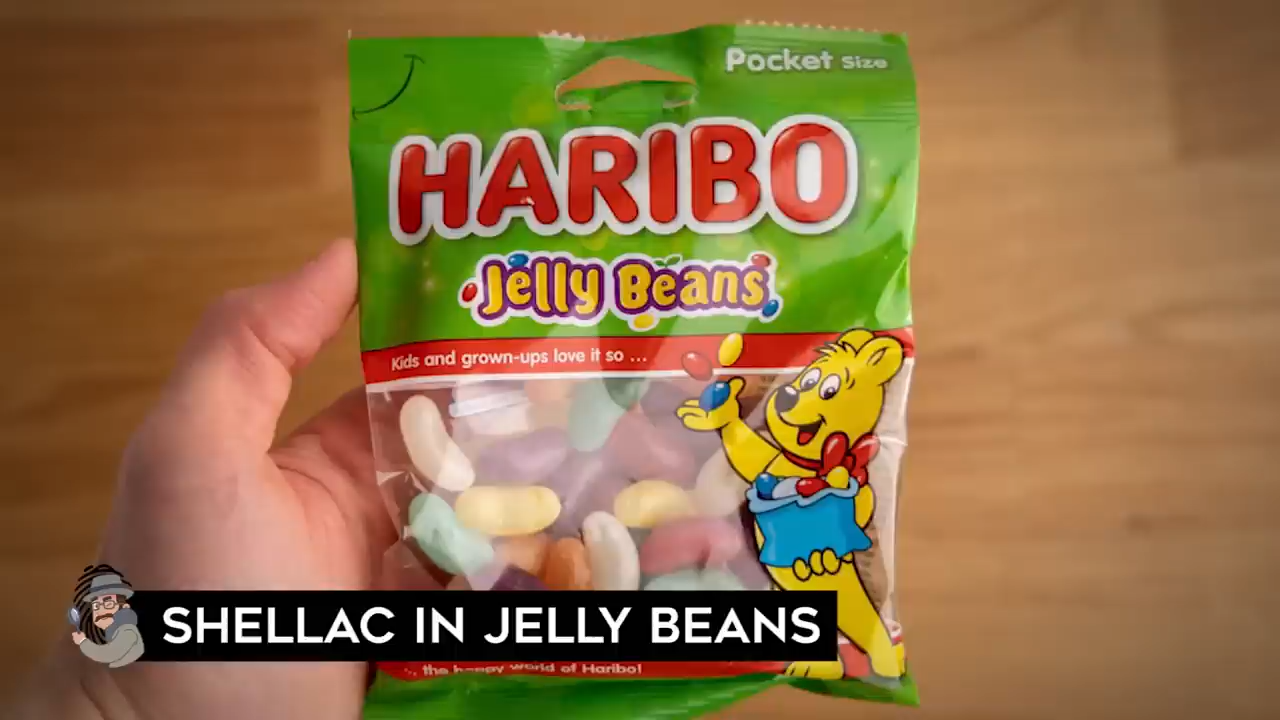 Pocket Size
HARIBO
Jelly Beans
Kids and grown-ups love it so ...
SHELLAC IN JELLY BEANS
... the happy world of Haribo!